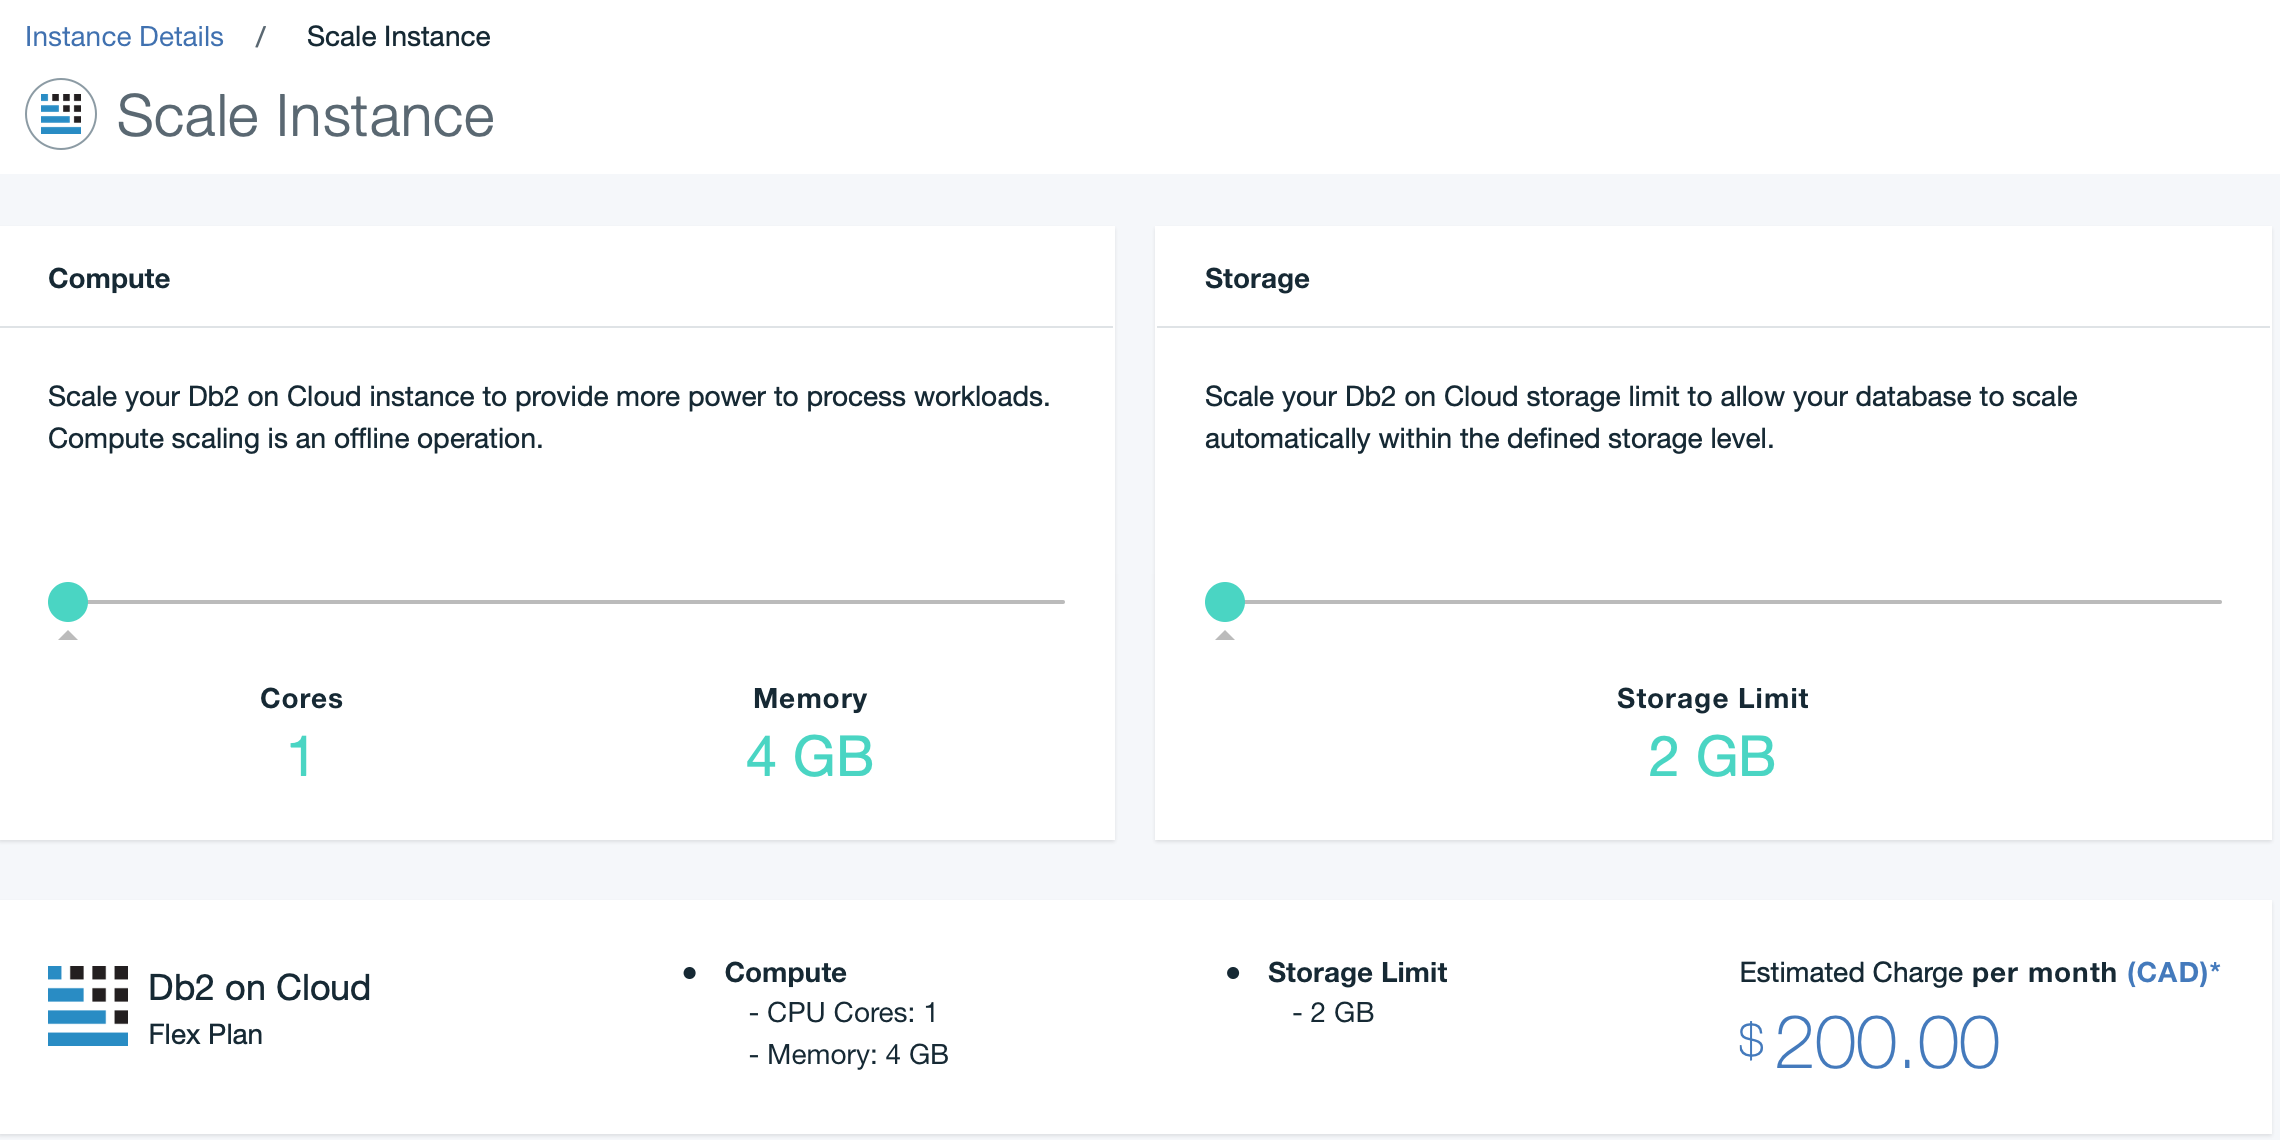 Instance Details / Scale Instance
Scale Instance
Compute
Scale your Db2 on Cloud instance to provide more power to process workloads.
Compute scaling is an offline operation.
Cores
1
Memory
4 GB
Storage
Scale your Db2 on Cloud storage limit to allow your database to scale
automatically within the defined storage level.
Storage Limit
2 GB
Db2 on Cloud
Flex Plan
• Compute
- CPU Cores: 1
- Memory: 4 GB
• Storage Limit
- 2 GB
Estimated Charge per month (CAD)*
$ 200.00